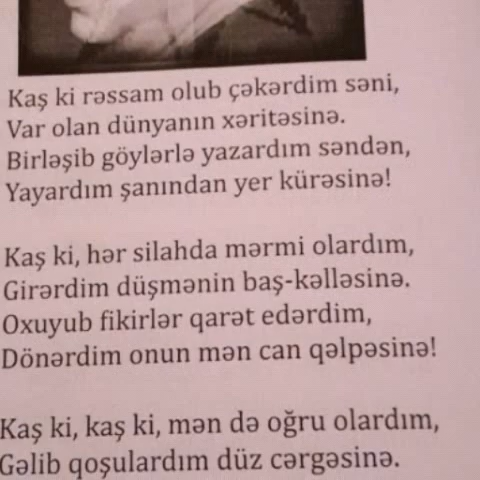 Kaş ki rəssam olub çəkərdim səni,
Var olan dünyanın xəritəsinə.
Birləşib göylərlə yazardım səndən,
Yayardım şanından yer kürəsinə!
Kaş ki, hər silahda mərmi olardım,
Girərdim düşmənin baş-kəlləsinə.
Oxuyub fikirlər qarət edərdim,
Dönərdim onun mən can qəlpəsinə!
Kaş ki, kaş ki, mən də oğru olardım,
Gəlib qoşulardım düz cərgəsinə.